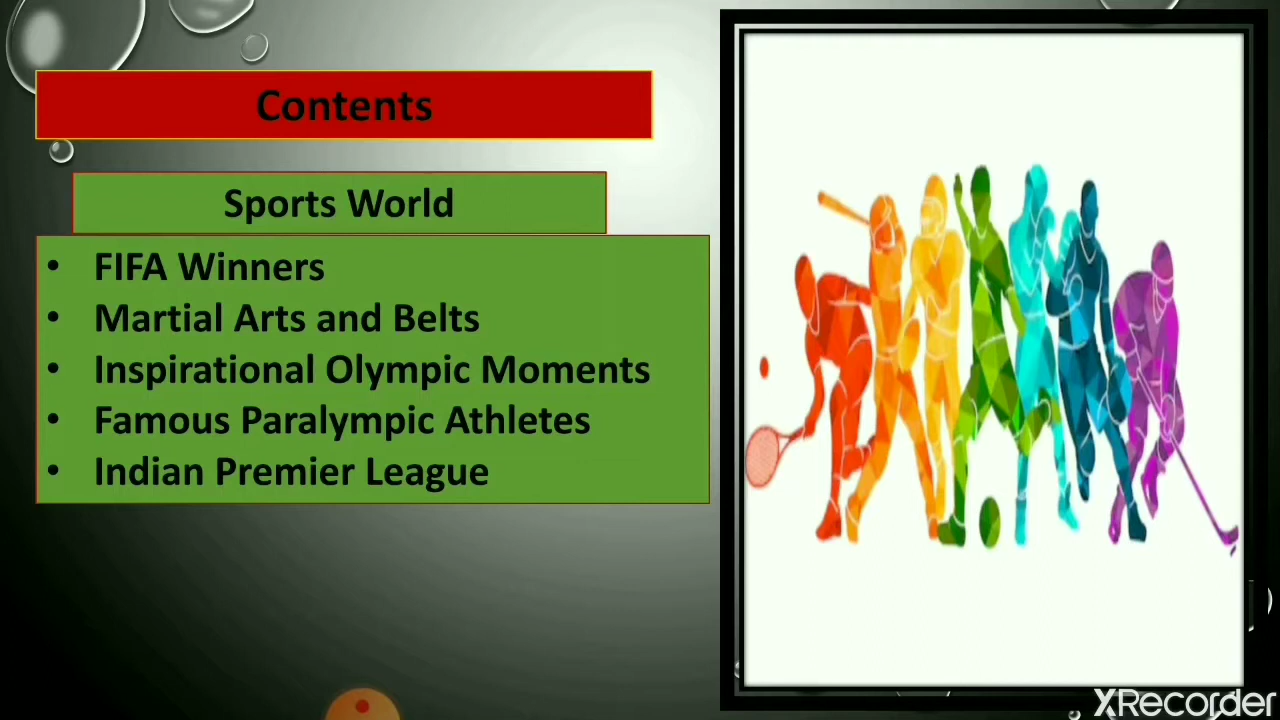 Contents
Sports World
• FIFA Winners
• Martial Arts and Belts
• Inspirational Olympic Moments
• Famous Paralympic Athletes
• Indian Premier League
XRecorder